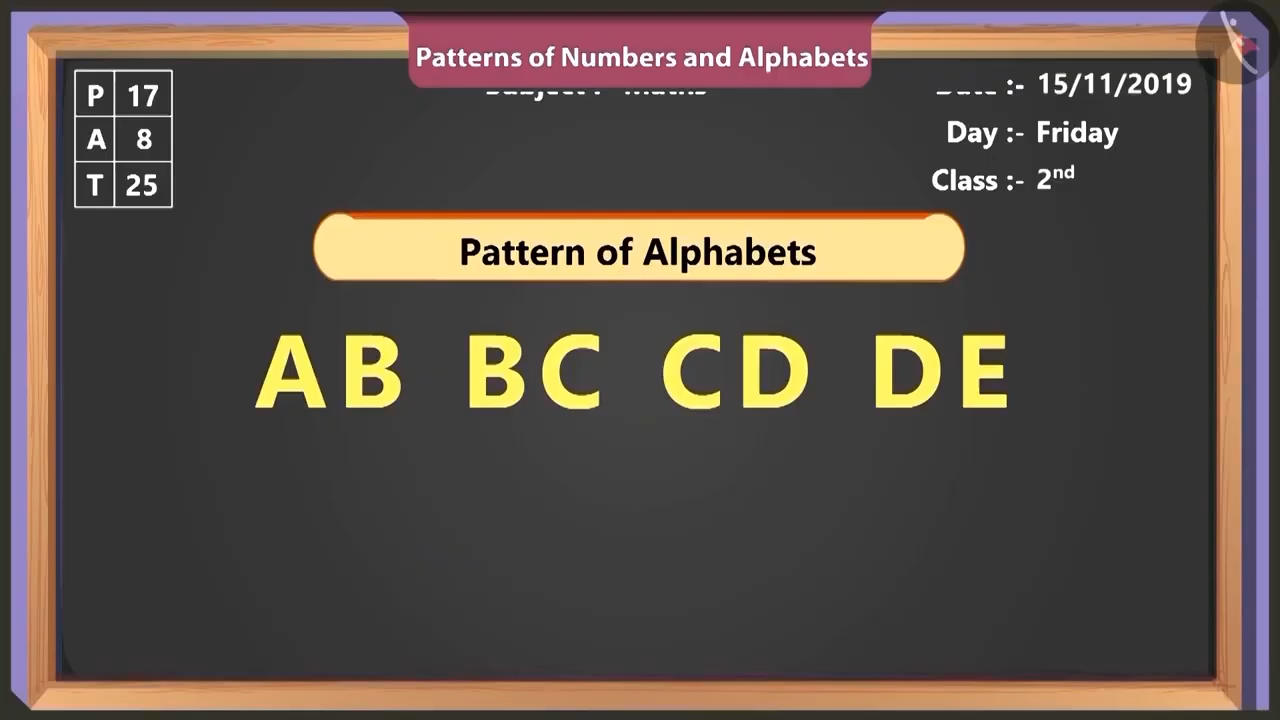 Patterns of Numbers and Alphabets
P 17
A 8
T 25
:- 15/11/2019
Day :- Friday
Class :- 2nd
Pattern of Alphabets
AB BC CD DE